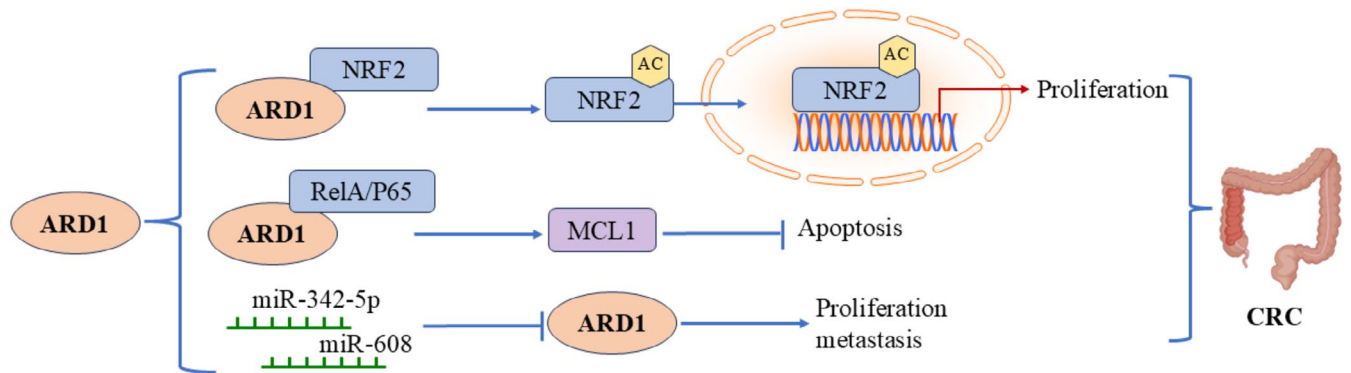 NRF2
ARD1
AC
NRF2
AC
NRF2
Proliferation
ARD1
RelA/P65
ARD1
MCL1
Apoptosis
miR-342-5p
miR-608
ARD1
Proliferation
metastasis
CRC